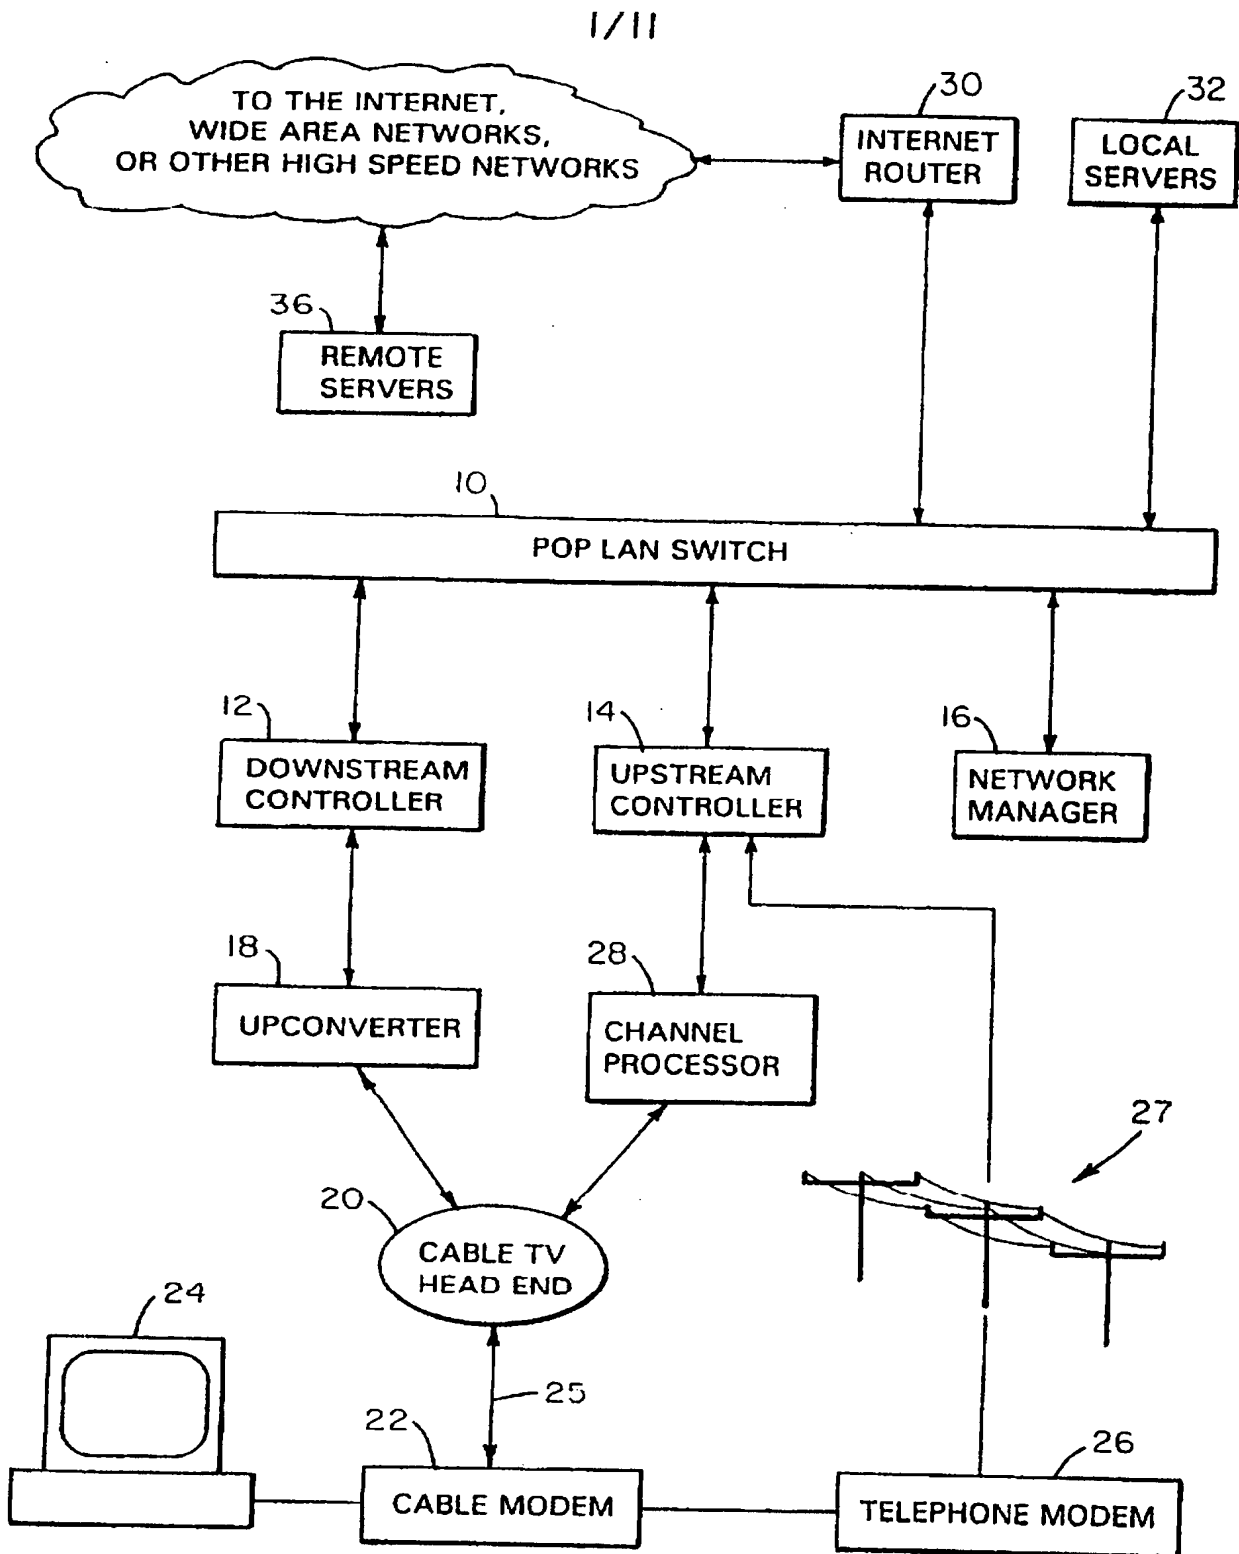 1/11
TO THE INTERNET,
WIDE AREA NETWORKS,
OR OTHER HIGH SPEED NETWORKS
30
INTERNET
ROUTER
32
LOCAL
SERVERS
36
REMOTE
SERVERS
10
POP LAN SWITCH
12
DOWNSTREAM
CONTROLLER
14
UPSTREAM
CONTROLLER
16
NETWORK
MANAGER
18
UPCONVERTER
28
CHANNEL
PROCESSOR
27
20
CABLE TV
HEAD END
24
25
22
CABLE MODEM
26
TELEPHONE MODEM